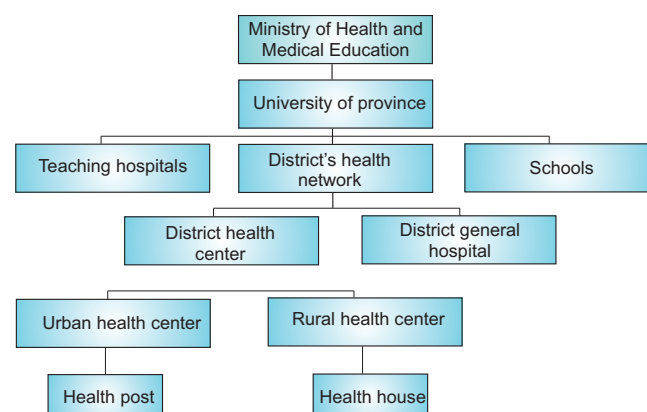 Ministry of Health and
Medical Education
University of province
Teaching hospitals
District's health
network
Schools
District health
center
District general
hospital
Urban health center
Rural health center
Health post
Health house